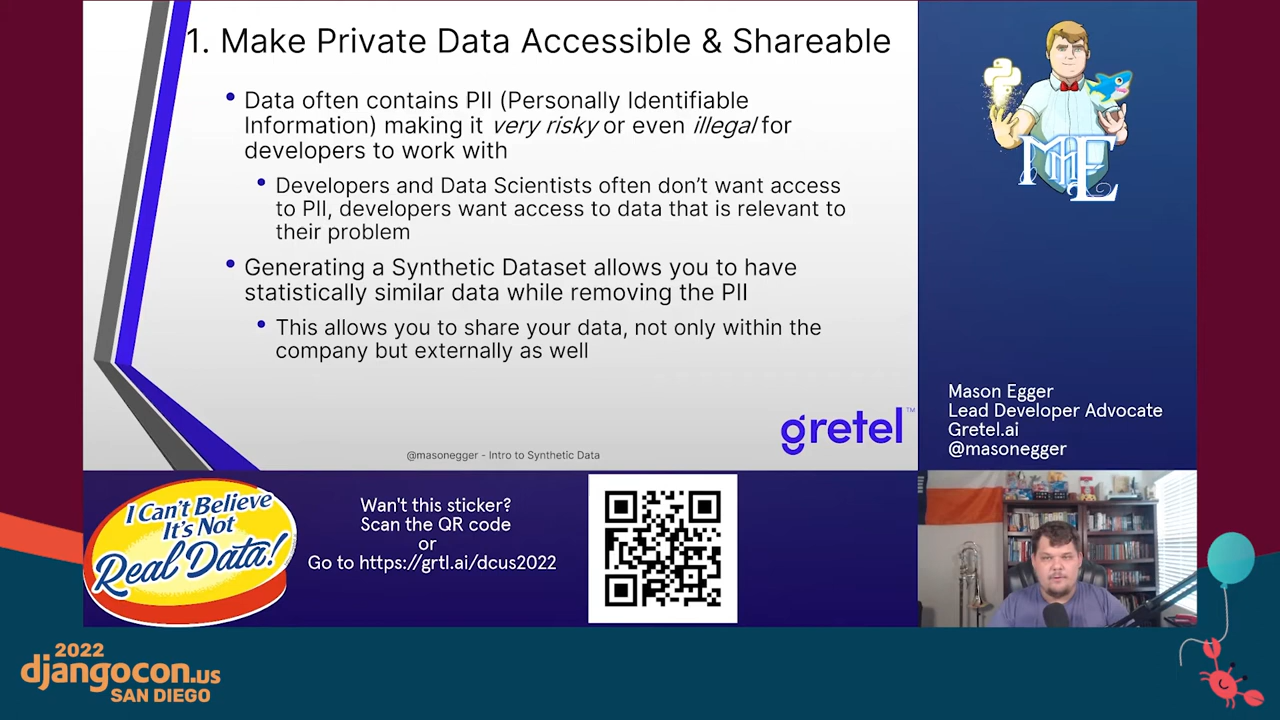 1. Make Private Data Accessible & Shareable
• Data often contains PII (Personally Identifiable
Information) making it very risky or even illegal for
developers to work with
• Developers and Data Scientists often don't want access
to PII, developers want access to data that is relevant to
their problem
• Generating a Synthetic Dataset allows you to have
statistically similar data while removing the PII
• This allows you to share your data, not only within the
company but externally as well
gretel™
@masonegger - Intro to Synthetic Data
ME
Mason Egger
Lead Developer Advocate
Gretel.ai
@masonegger
I Can't Believe
It's Not
Real Data!
Wan't this sticker?
Scan the QR code
or
Go to https://grtl.ai/dcus2022
2022
djangocon.us
SAN DIEGO